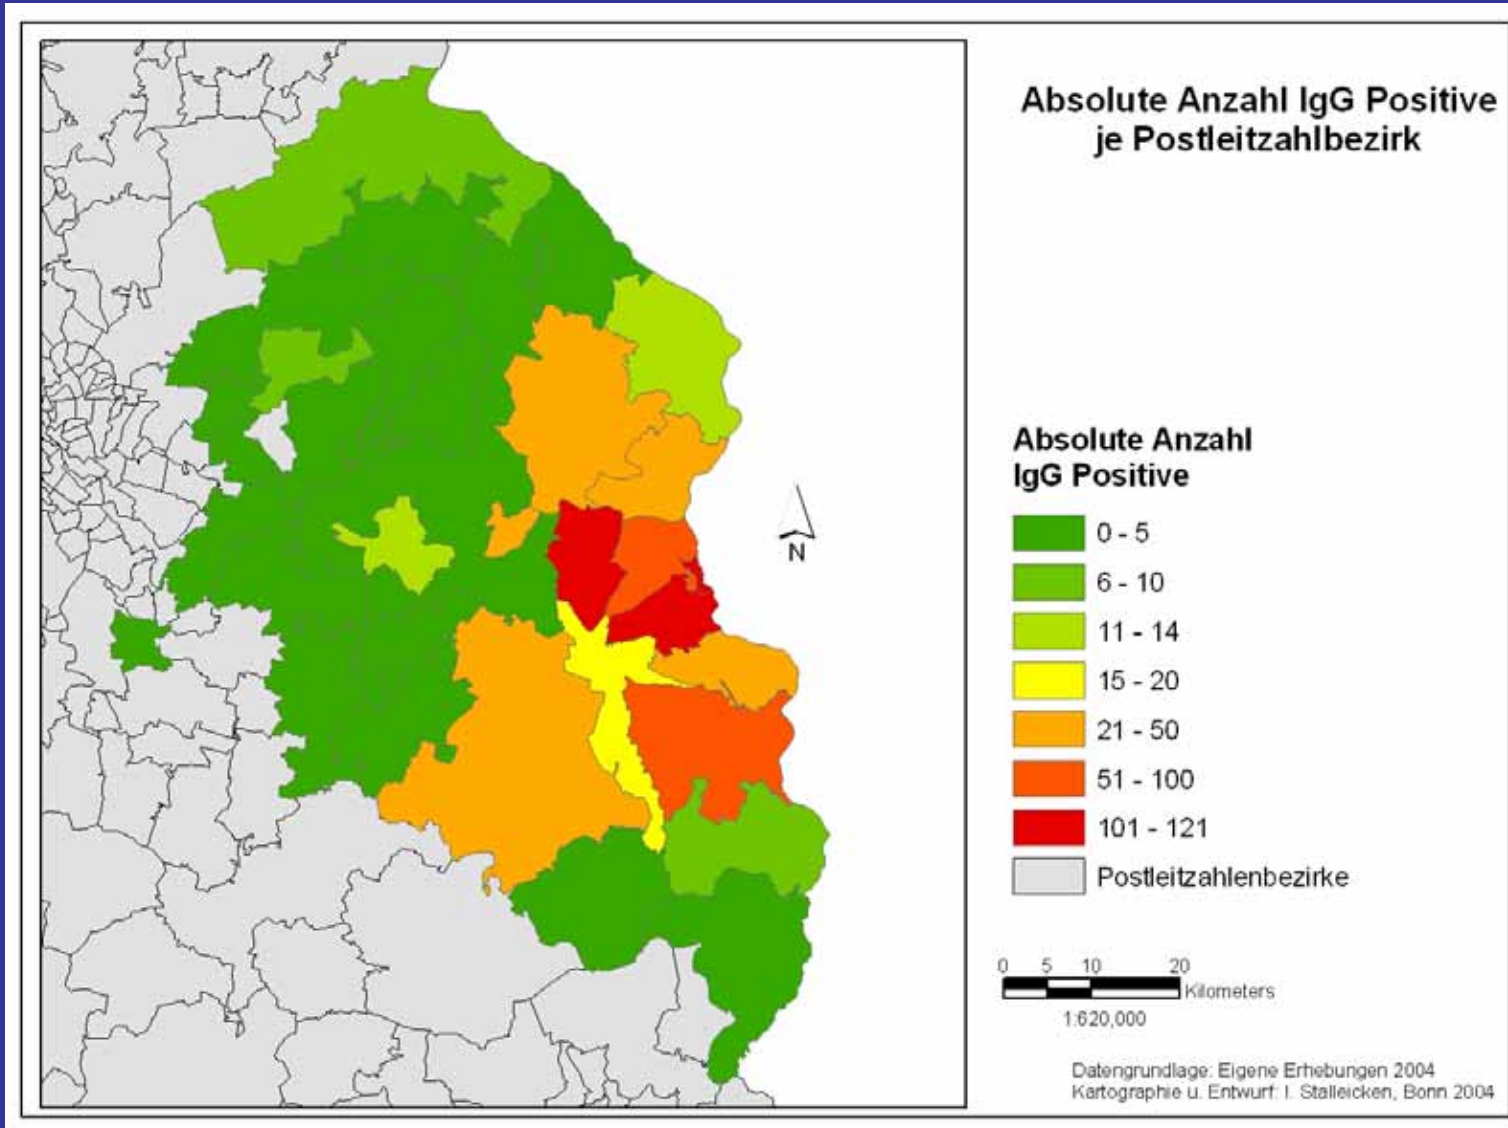 Absolute Anzahl IgG Positive
je Postleitzahlbezirk
N
Absolute Anzahl
IgG Positive
0 - 5
6 - 10
11 - 14
15 - 20
21 - 50
51 - 100
101 - 121
Postleitzahlenbezirke
0 5 10 20
Kilometers
1:620,000
Datengrundlage: Eigene Erhebungen 2004
Kartographie u. Entwurf: I. Stalleicken, Bonn 2004